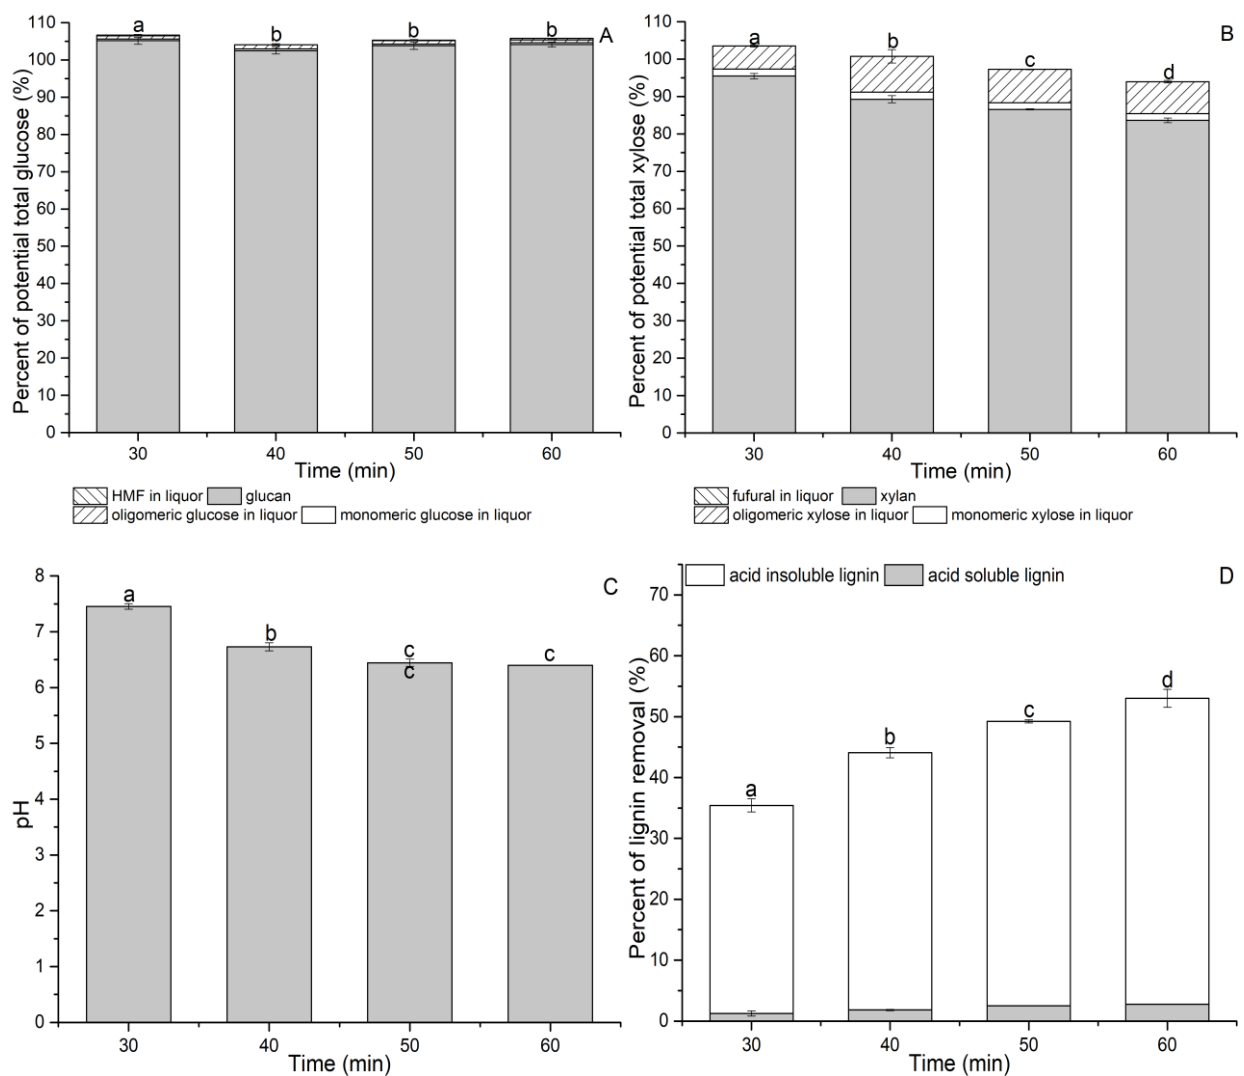 Percent of potential total glucose (%)
110
100
90
80
70
60
50
40
30
20
10
0
a
b
b
b
A
30
40
50
60
Time (min)
HMF in liquor
glucan
oligomeric glucose in liquor
monomeric glucose in liquor
Percent of potential total xylose (%)
110
100
90
80
70
60
50
40
30
20
10
0
a
b
c
d
B
30
40
50
60
Time (min)
fufural in liquor
xylan
oligomeric xylose in liquor
monomeric xylose in liquor
pH
8
7
6
5
4
3
2
1
0
a
b
c
c
c
C
30
40
50
60
Time (min)
acid insoluble lignin
acid soluble lignin
D
Percent of lignin removal (%)
70
60
50
40
30
20
10
0
a
b
c
d
30
40
50
60
Time (min)